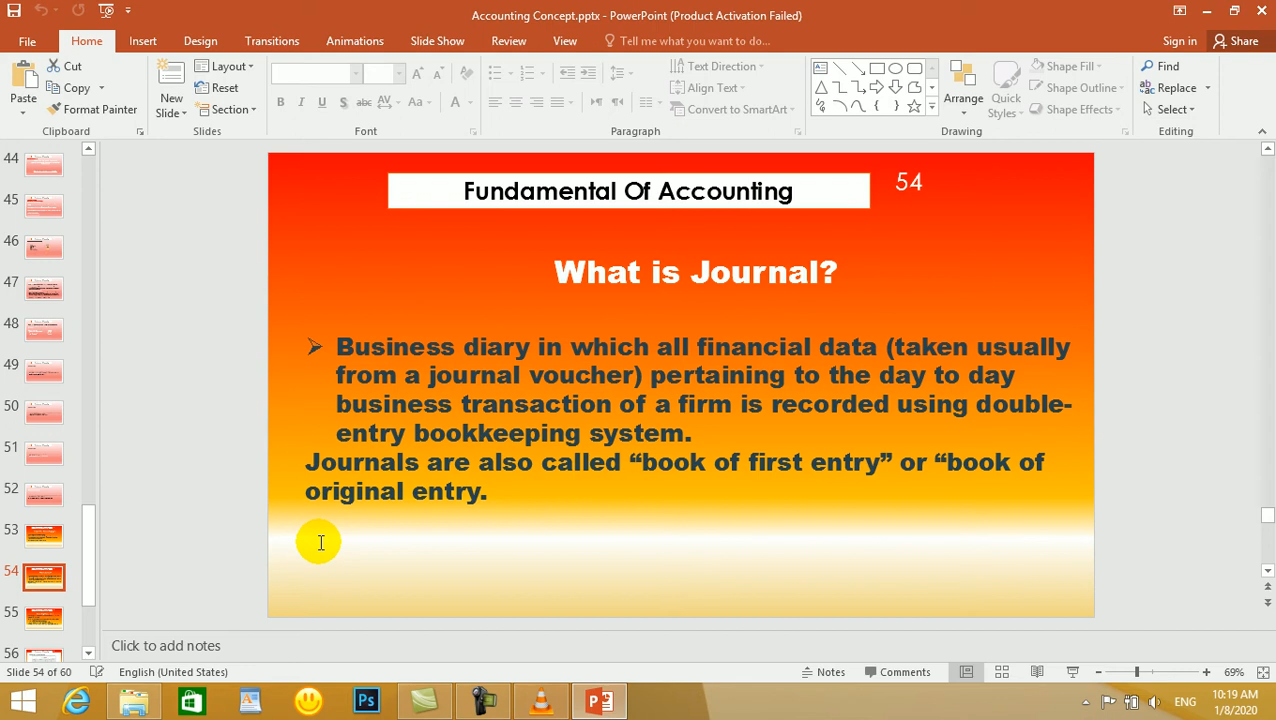 Accounting Concept.pptx - PowerPoint (Product Activation Failed)
File Home Insert Design Transitions Animations Slide Show Review View Tell me what you want to do... Sign in Share
Paste
Cut
Copy
Format Painter
Clipboard
New Slide
Layout
Reset
Section
Slides
B I U S abc AV Aa A
Font
Text Direction
Align Text
Convert to SmartArt
Paragraph
Arrange
Quick Styles
Shape Fill
Shape Outline
Shape Effects
Drawing
Find
Replace
Select
Editing
44
45
46
47
48
49
50
51
52
53
54
55
56
Fundamental Of Accounting
54
What is Journal?
Business diary in which all financial data (taken usually
from a journal voucher) pertaining to the day to day
business transaction of a firm is recorded using double-
entry bookkeeping system.
Journals are also called “book of first entry” or “book of
original entry.
Click to add notes
Slide 54 of 60 English (United States) Notes Comments 69%
Ps ENG 10:19 AM
1/8/2020